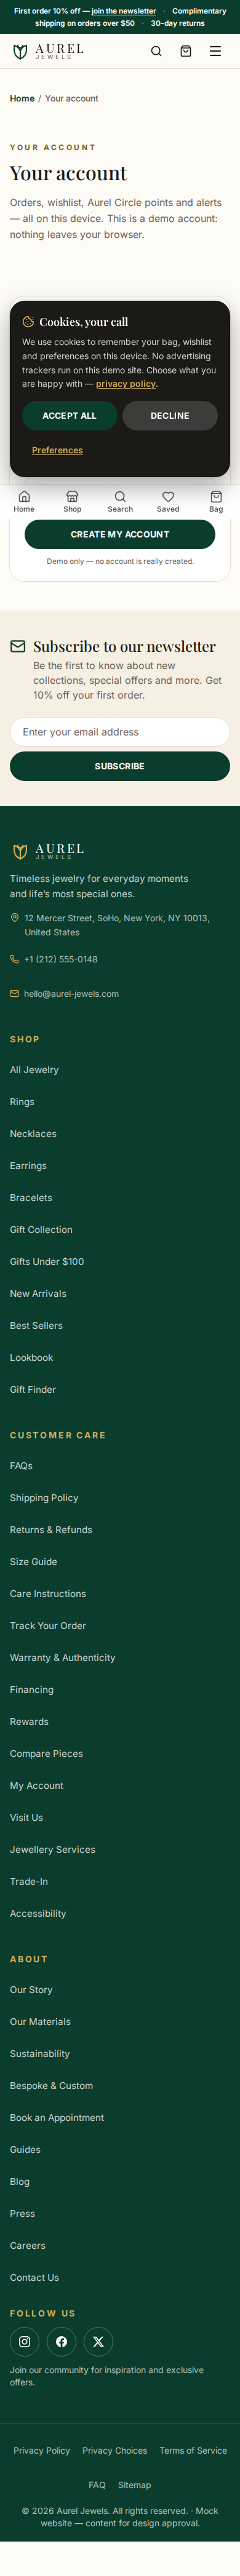 First order 10% off — join the newsletter · Complimentary
shipping on orders over $50 · 30-day returns
AUREL
JEWELS
Home / Your account
YOUR ACCOUNT
Your account
Orders, wishlist, Aurel Circle points and alerts
— all on this device. This is a demo account:
nothing leaves your browser.
Cookies, your call
We use cookies to remember your bag, wishlist
and preferences on this device. No advertising
trackers run on this demo site. Choose what you
are happy with — privacy policy.
ACCEPT ALL
DECLINE
Preferences
Home
Shop
Search
Saved
Bag
CREATE MY ACCOUNT
Demo only — no account is really created.
Subscribe to our newsletter
Be the first to know about new
collections, special offers and more. Get
10% off your first order.
Enter your email address
SUBSCRIBE
AUREL
JEWELS
Timeless jewelry for everyday moments
and life's most special ones.
12 Mercer Street, SoHo, New York, NY 10013,
United States
+1 (212) 555-0148
hello@aurel-jewels.com
SHOP
All Jewelry
Rings
Necklaces
Earrings
Bracelets
Gift Collection
Gifts Under $100
New Arrivals
Best Sellers
Lookbook
Gift Finder
CUSTOMER CARE
FAQs
Shipping Policy
Returns & Refunds
Size Guide
Care Instructions
Track Your Order
Warranty & Authenticity
Financing
Rewards
Compare Pieces
My Account
Visit Us
Jewellery Services
Trade-In
Accessibility
ABOUT
Our Story
Our Materials
Sustainability
Bespoke & Custom
Book an Appointment
Guides
Blog
Press
Careers
Contact Us
FOLLOW US
Join our community for inspiration and exclusive
offers.
Privacy Policy
Privacy Choices
Terms of Service
FAQ
Sitemap
© 2026 Aurel Jewels. All rights reserved. · Mock
website — content for design approval.